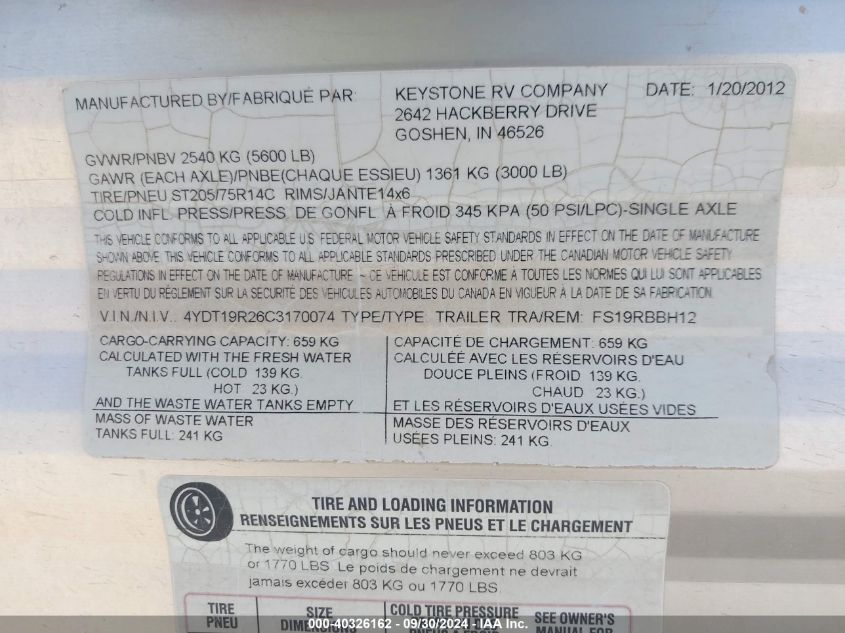 MANUFACTURED BY/FABRIQUÉ PAR: KEYSTONE RV COMPANY DATE: 1/20/2012
2642 HACKBERRY DRIVE
GOSHEN, IN 46526
GVWR/PNBV 2540 KG (5600 LB)
GAWR (EACH AXLE)/PNBE(CHAQUE ESSIEU) 1361 KG (3000 LB)
TIRE/PNEU ST205/75R14C RIMS/JANTE14x6
COLD INFL. PRESS/PRESS. DE GONFL. À FROID 345 KPA (50 PSI/LPC)-SINGLE AXLE
THIS VEHICLE CONFORMS TO ALL APPLICABLE U.S. FEDERAL MOTOR VEHICLE SAFETY STANDARDS IN EFFECT ON THE DATE OF MANUFACTURE
SHOWN ABOVE. THIS VEHICLE CONFORMS TO ALL APPLICABLE STANDARDS PRESCRIBED UNDER THE CANADIAN MOTOR VEHICLE SAFETY
REGULATIONS IN EFFECT ON THE DATE OF MANUFACTURE - CE VÉHICULE EST CONFORME À TOUTES LES NORMES QUI LUI SONT APPLICABLES
EN VERTU DU RÉGLEMENT SUR LA SÉCURITÉ DES VÉHICULES AUTOMOBILES DU CANADA EN VIGUEUR À LA DATE DE SA FABRICATION.
V.I.N./N.I.V.: 4YDT19R26C3170074 TYPE/TYPE: TRAILER TRA/REM: FS19RBBH12
CARGO-CARRYING CAPACITY: 659 KG
CALCULATED WITH THE FRESH WATER
TANKS FULL (COLD 139 KG.
HOT 23 KG.)
AND THE WASTE WATER TANKS EMPTY
MASS OF WASTE WATER
TANKS FULL: 241 KG
CAPACITÉ DE CHARGEMENT: 659 KG
CALCULÉE AVEC LES RÉSERVOIRS D'EAU
DOUCE PLEINS (FROID 139 KG.
CHAUD 23 KG.)
ET LES RÉSERVOIRS D'EAUX USÉES VIDES
MASSE DES RÉSERVOIRS D'EAUX
USÉES PLEINS: 241 KG
TIRE AND LOADING INFORMATION
RENSEIGNEMENTS SUR LES PNEUS ET LE CHARGEMENT
The weight of cargo should never exceed 803 KG
or 1770 LBS. Le poids de chargement ne devrait
jamais excéder 803 KG ou 1770 LBS.
TIRE SIZE COLD TIRE PRESSURE SEE OWNER'S
PNEU DIMENSIONS PNEUS À FROID MANUAL FOR
000-40326162 - 09/30/2024 - IAA Inc.